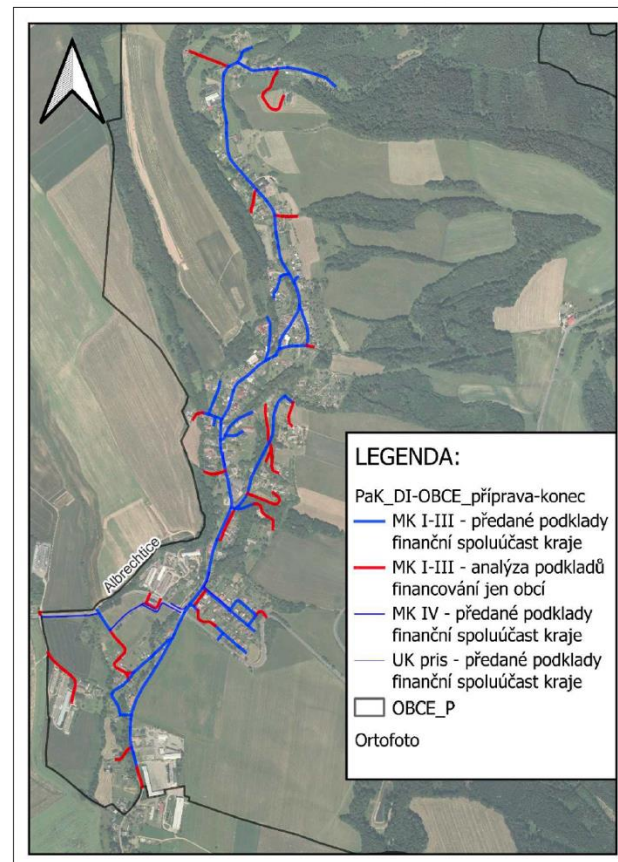 Albrechtice
LEGENDA:
PaK_DI-OBCE_příprava-konec
MK I-III - předané podklady
finanční spoluúčast kraje
MK I-III - analýza podkladů
financování jen obcí
MK IV - předané podklady
finanční spoluúčast kraje
UK pris - předané podklady
finanční spoluúčast kraje
OBCE_P
Ortofoto